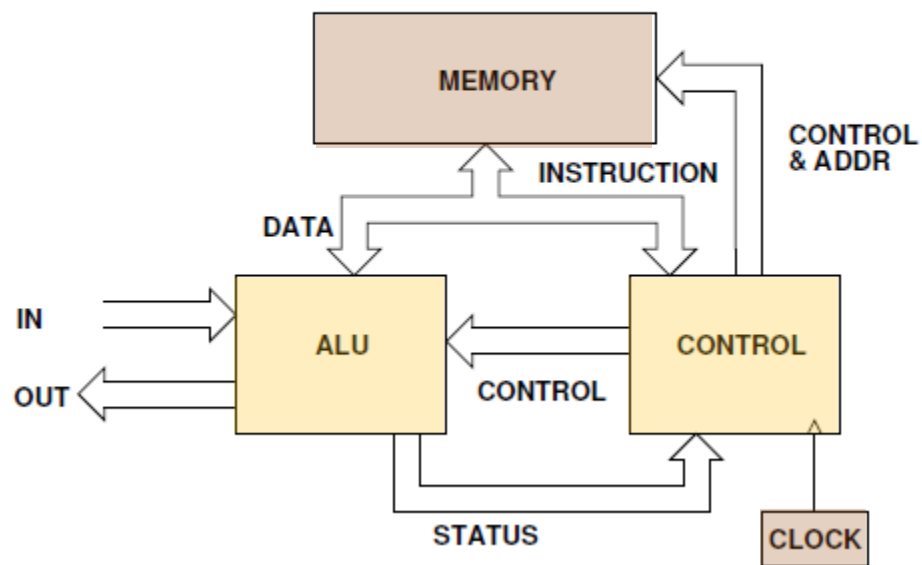 MEMORY
CONTROL
& ADDR
INSTRUCTION
DATA
IN
ALU
CONTROL
OUT
CONTROL
STATUS
CLOCK